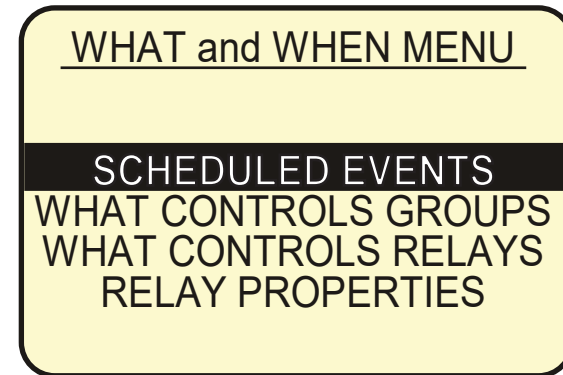 WHAT and WHEN MENU
SCHEDULED EVENTS
WHAT CONTROLS GROUPS
WHAT CONTROLS RELAYS
RELAY PROPERTIES